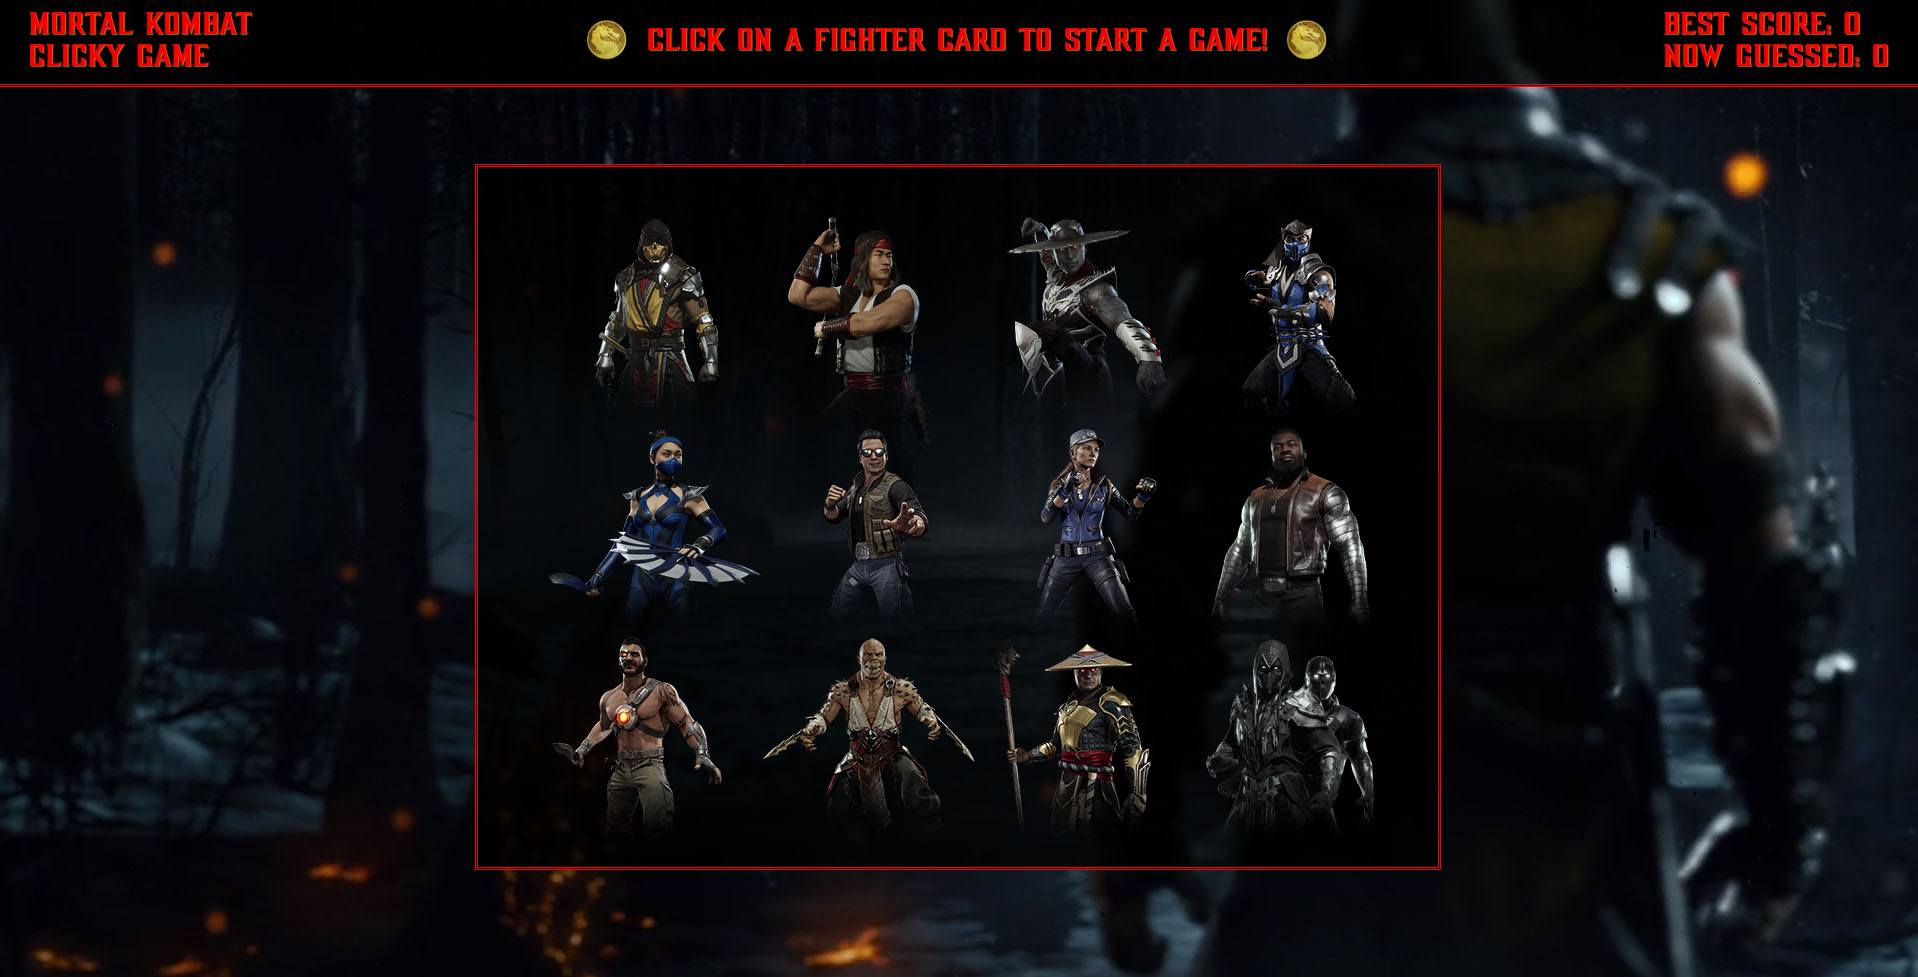 MORTAL KOMBAT
CLICKY GAME
CLICK ON A FIGHTER CARD TO START A GAME!
BEST SCORE: 0
NOW GUESSED: 0